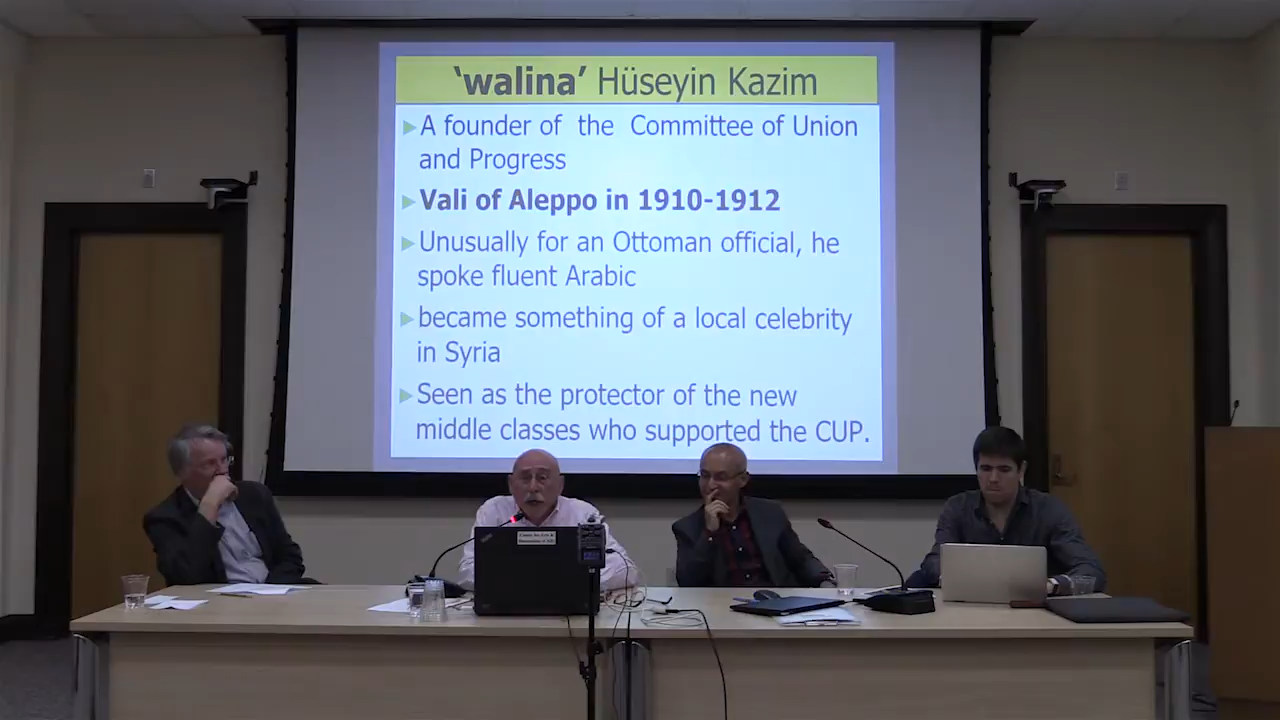 ‘walina’ Hüseyin Kazim
A founder of the Committee of Union
and Progress
Vali of Aleppo in 1910-1912
Unusually for an Ottoman official, he
spoke fluent Arabic
became something of a local celebrity
in Syria
Seen as the protector of the new
middle classes who supported the CUP.